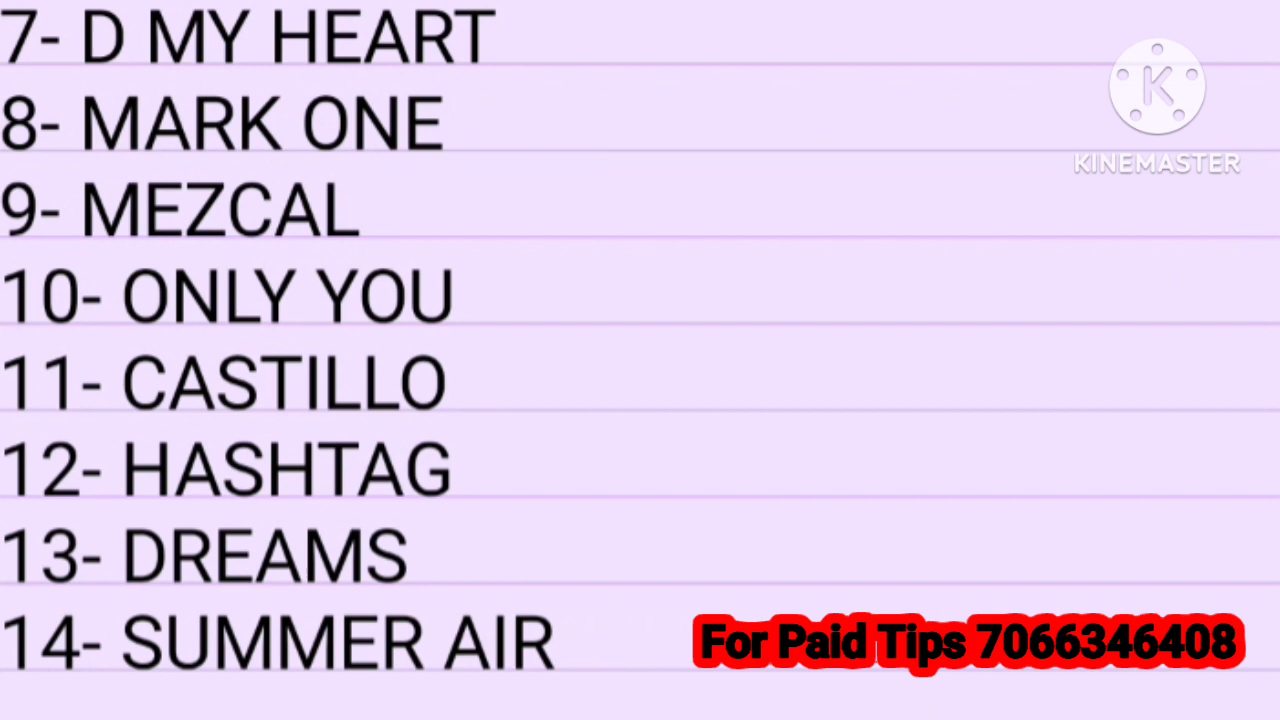 7- D MY HEART
8- MARK ONE
K
KINEMASTER
9- MEZCAL
10- ONLY YOU
11- CASTILLO
12- HASHTAG
13- DREAMS
14- SUMMER AIR
For Paid Tips 7066346408